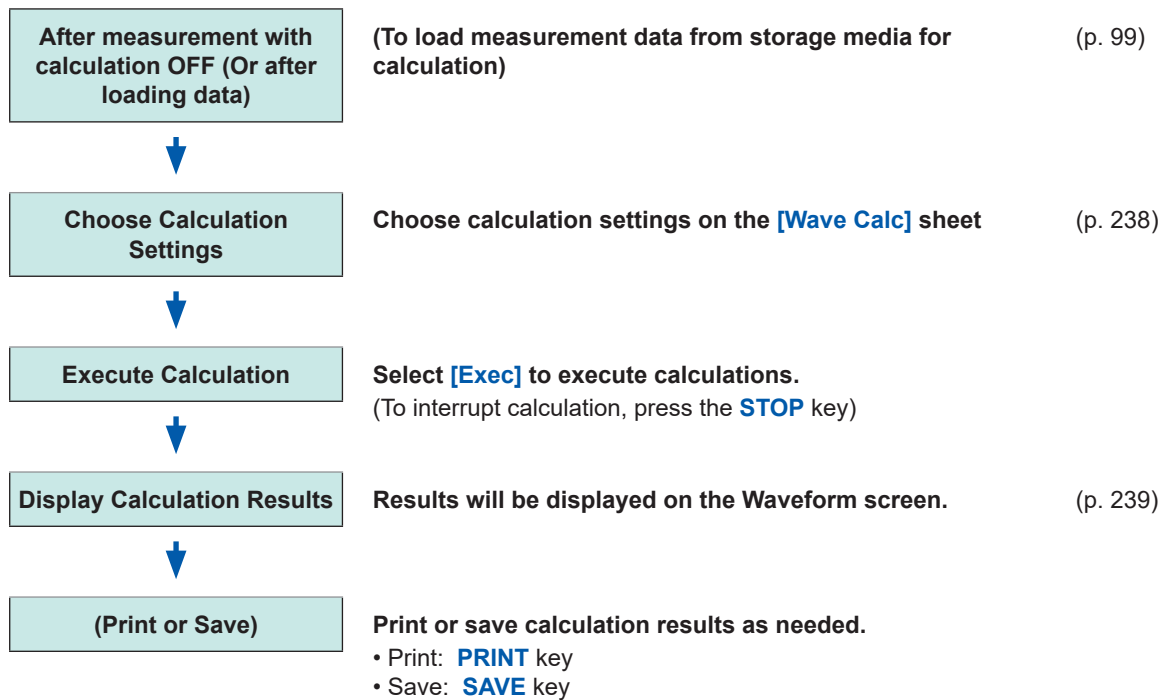 After measurement with
calculation OFF (Or after
loading data)
(To load measurement data from storage media for
calculation)
(p. 99)
Choose Calculation
Settings
Choose calculation settings on the [Wave Calc] sheet
(p. 238)
Execute Calculation
Select [Exec] to execute calculations.
(To interrupt calculation, press the STOP key)
Display Calculation Results
Results will be displayed on the Waveform screen.
(p. 239)
(Print or Save)
Print or save calculation results as needed.
• Print: PRINT key
• Save: SAVE key